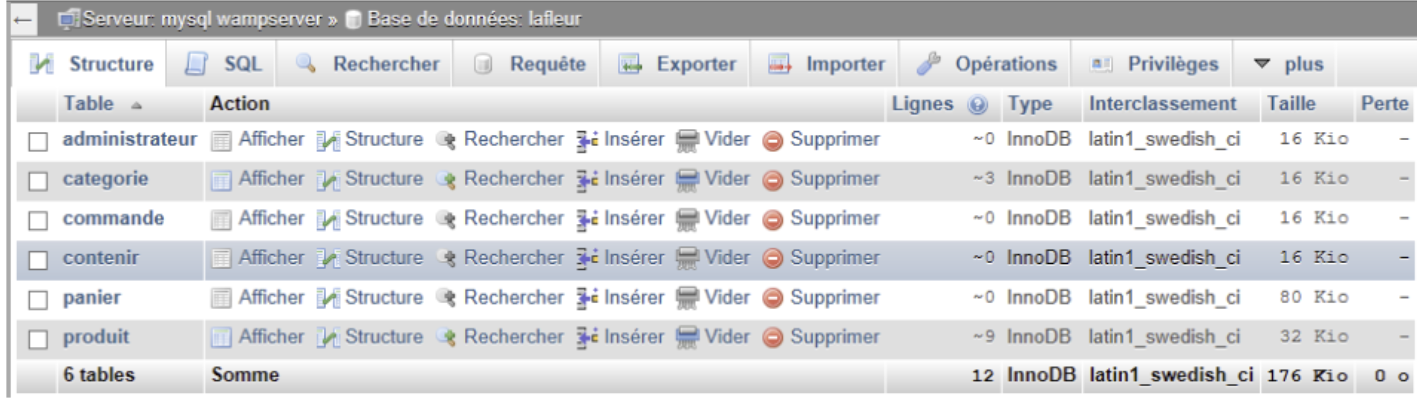 ← Serveur: mysql wampserver » Base de données: lafleur
Structure SQL Rechercher Requête Exporter Importer Opérations Privilèges plus
Table Action Lignes Type Interclassement Taille Perte
administrateur Afficher Structure Rechercher Insérer Vider Supprimer ~0 InnoDB latin1_swedish_ci 16 Kio -
categorie Afficher Structure Rechercher Insérer Vider Supprimer ~3 InnoDB latin1_swedish_ci 16 Kio -
commande Afficher Structure Rechercher Insérer Vider Supprimer ~0 InnoDB latin1_swedish_ci 16 Kio -
contenir Afficher Structure Rechercher Insérer Vider Supprimer ~0 InnoDB latin1_swedish_ci 16 Kio -
panier Afficher Structure Rechercher Insérer Vider Supprimer ~0 InnoDB latin1_swedish_ci 80 Kio -
produit Afficher Structure Rechercher Insérer Vider Supprimer ~9 InnoDB latin1_swedish_ci 32 Kio -
6 tables Somme 12 InnoDB latin1_swedish_ci 176 Kio 0 o